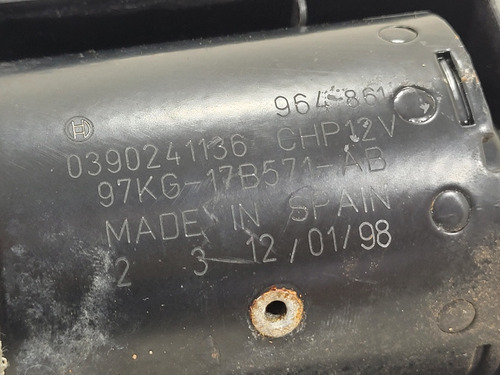 964-861
0390241136 CHP12V
97KG-17B571-AB
MADE IN SPAIN
2 3 12/01/98